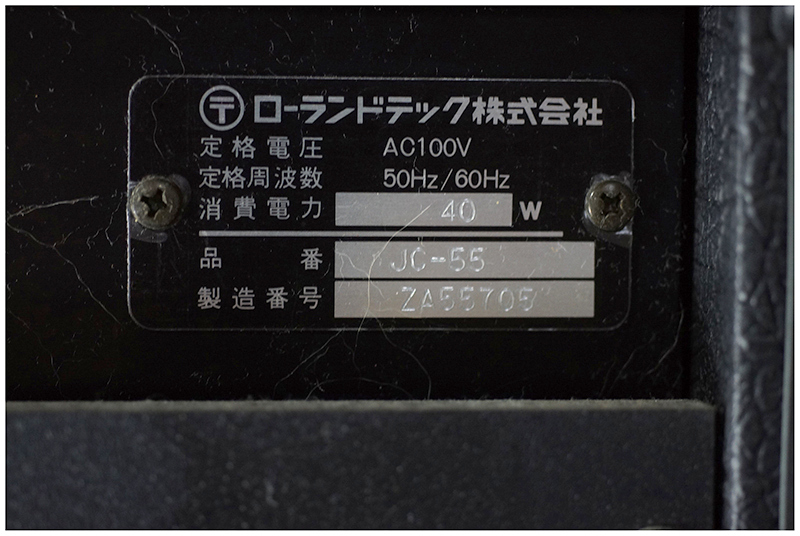 〒 ローランドテック株式会社
定格電圧 AC100V
定格周波数 50Hz/60Hz
消費電力 40 W
品番 JC-55
製造番号 ZA55705